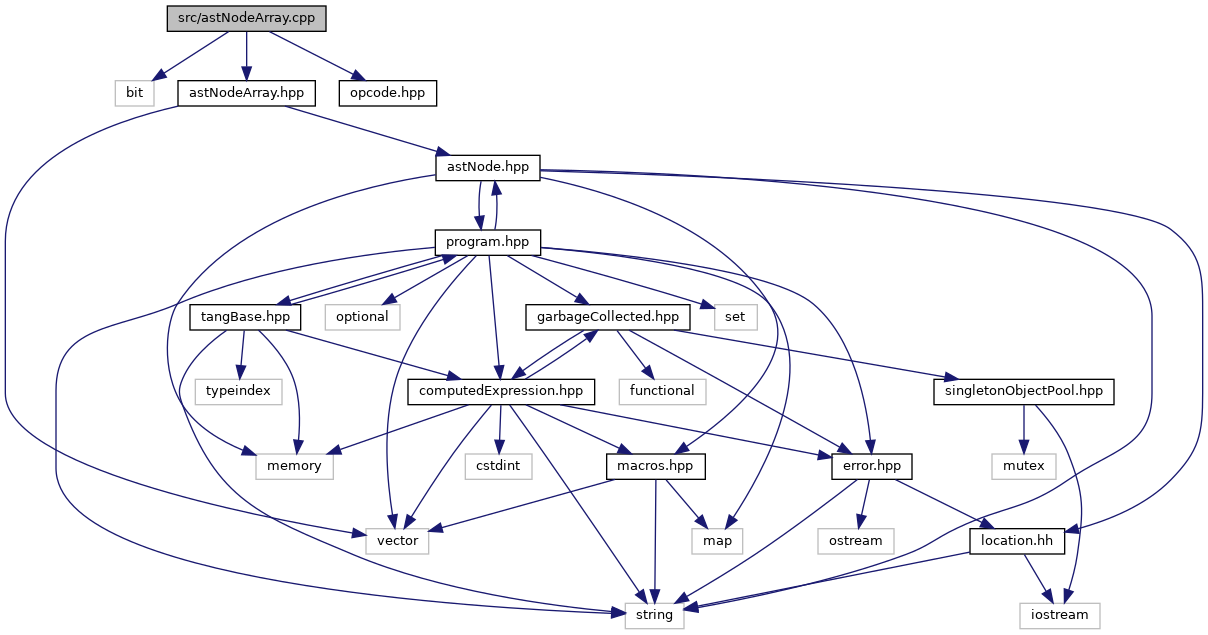 src/astNodeArray.cpp
bit
astNodeArray.hpp
opcode.hpp
astNode.hpp
program.hpp
tangBase.hpp
optional
garbageCollected.hpp
set
typeindex
computedExpression.hpp
functional
singletonObjectPool.hpp
memory
cstdint
macros.hpp
error.hpp
mutex
vector
map
ostream
location.hh
string
iostream